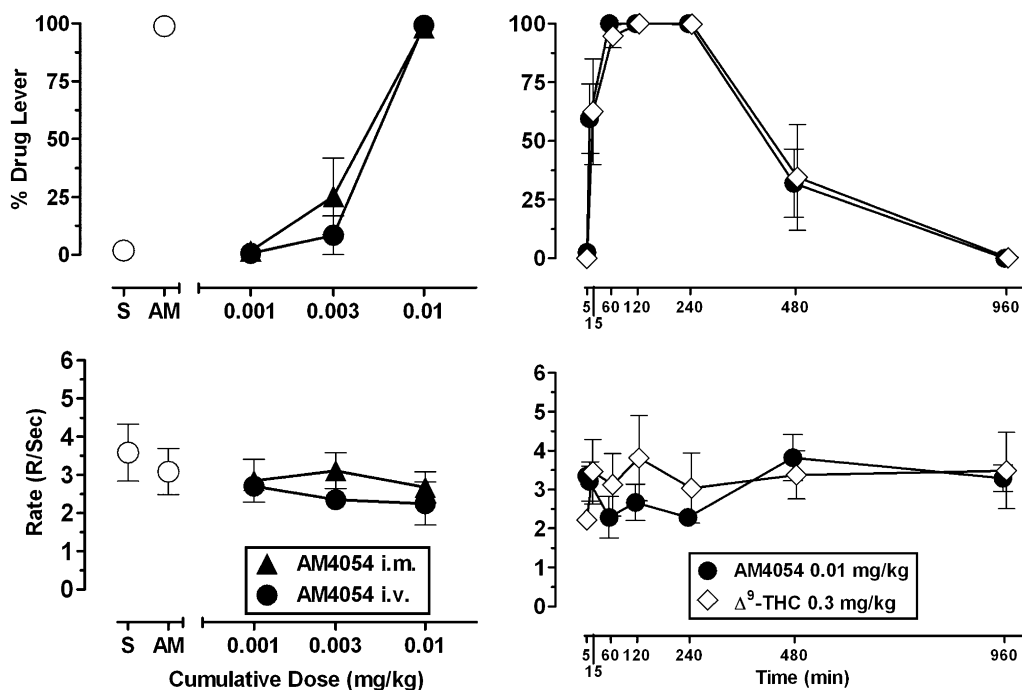 % Drug Lever
100
75
50
25
0
S AM 0.001 0.003 0.01
100
75
50
25
0
5 15 60 120 240 480 960
Rate (R/Sec)
6
5
4
3
2
1
0
AM4054 i.m.
AM4054 i.v.
S AM 0.001 0.003 0.01
Cumulative Dose (mg/kg)
6
5
4
3
2
1
0
AM4054 0.01 mg/kg
Δ⁹-THC 0.3 mg/kg
5 15 60 120 240 480 960
Time (min)